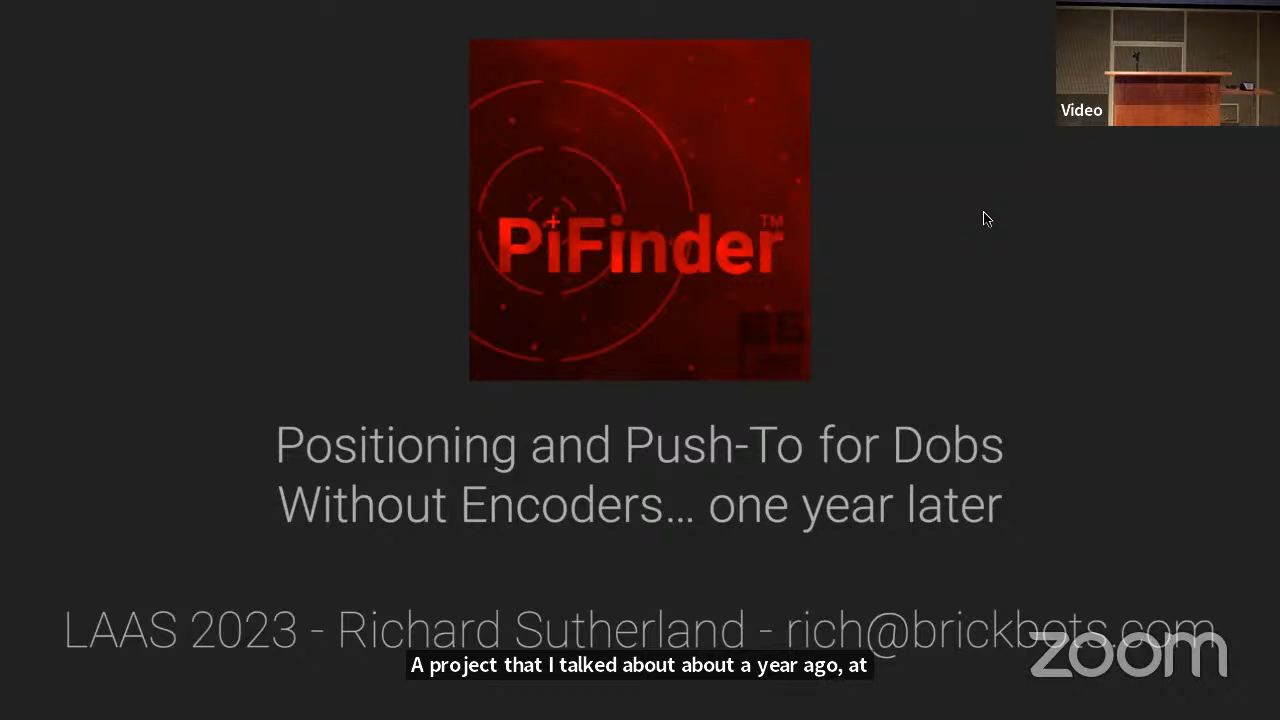 Video
PiFinder™
Positioning and Push-To for Dobs
Without Encoders... one year later
LAAS 2023 - Richard Sutherland - rich@brickbots.com
A project that I talked about about a year ago, at
zoom